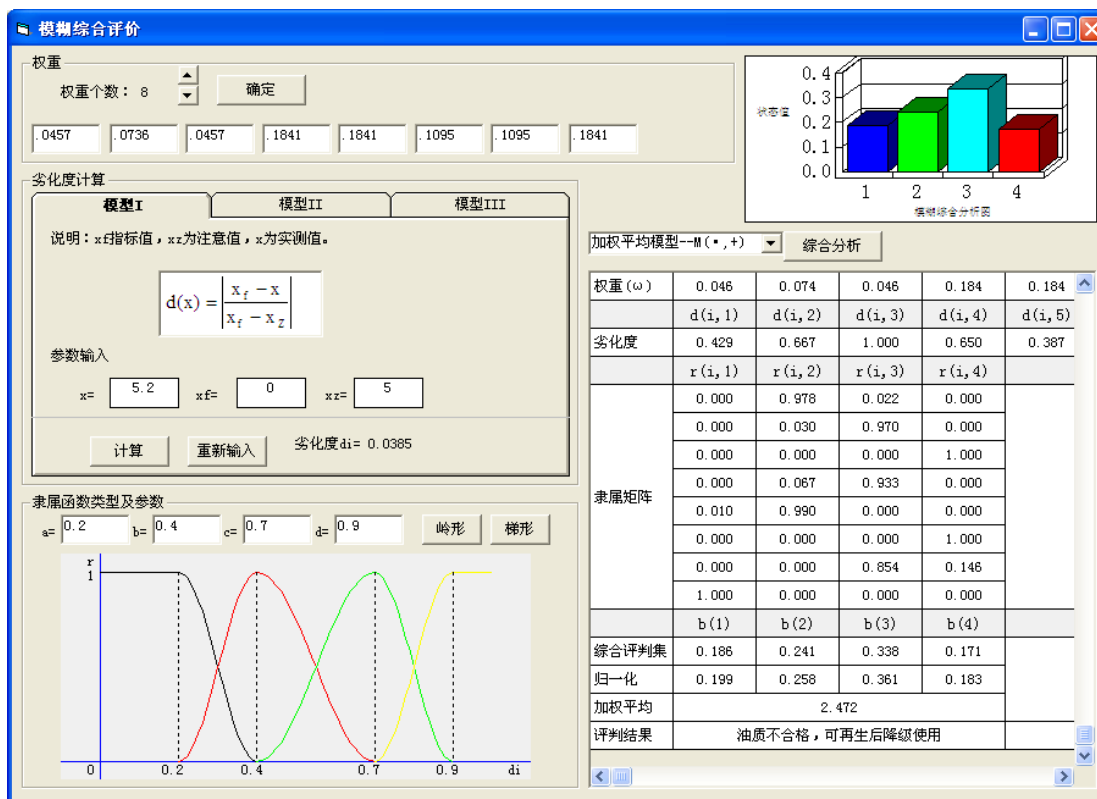 模糊综合评价
权重
权重个数： 8
确定
.0457 .0736 .0457 .1841 .1841 .1095 .1095 .1841
劣化度计算
模型I 模型II 模型III
说明：xf指标值，xz为注意值，x为实测值。
d(x) = |(x_f − x)/(x_f − x_Z)|
参数输入
x= 5.2 xf= 0 xz= 5
计算 重新输入 劣化度di= 0.0385
隶属函数类型及参数
a= 0.2 b= 0.4 c= 0.7 d= 0.9 岭形 梯形
r
1
0 0.2 0.4 0.7 0.9 di
0.4
0.3
状态值
0.2
0.1
0.0
1 2 3 4
模糊综合分析图
加权平均模型--M(•,+) 综合分析
权重(ω) 0.046 0.074 0.046 0.184 0.184
d(i,1) d(i,2) d(i,3) d(i,4) d(i,5)
劣化度 0.429 0.667 1.000 0.650 0.387
r(i,1) r(i,2) r(i,3) r(i,4)
隶属矩阵
0.000 0.978 0.022 0.000
0.000 0.030 0.970 0.000
0.000 0.000 0.000 1.000
0.000 0.067 0.933 0.000
0.010 0.990 0.000 0.000
0.000 0.000 0.000 1.000
0.000 0.000 0.854 0.146
1.000 0.000 0.000 0.000
b(1) b(2) b(3) b(4)
综合评判集 0.186 0.241 0.338 0.171
归一化 0.199 0.258 0.361 0.183
加权平均 2.472
评判结果 油质不合格，可再生后降级使用